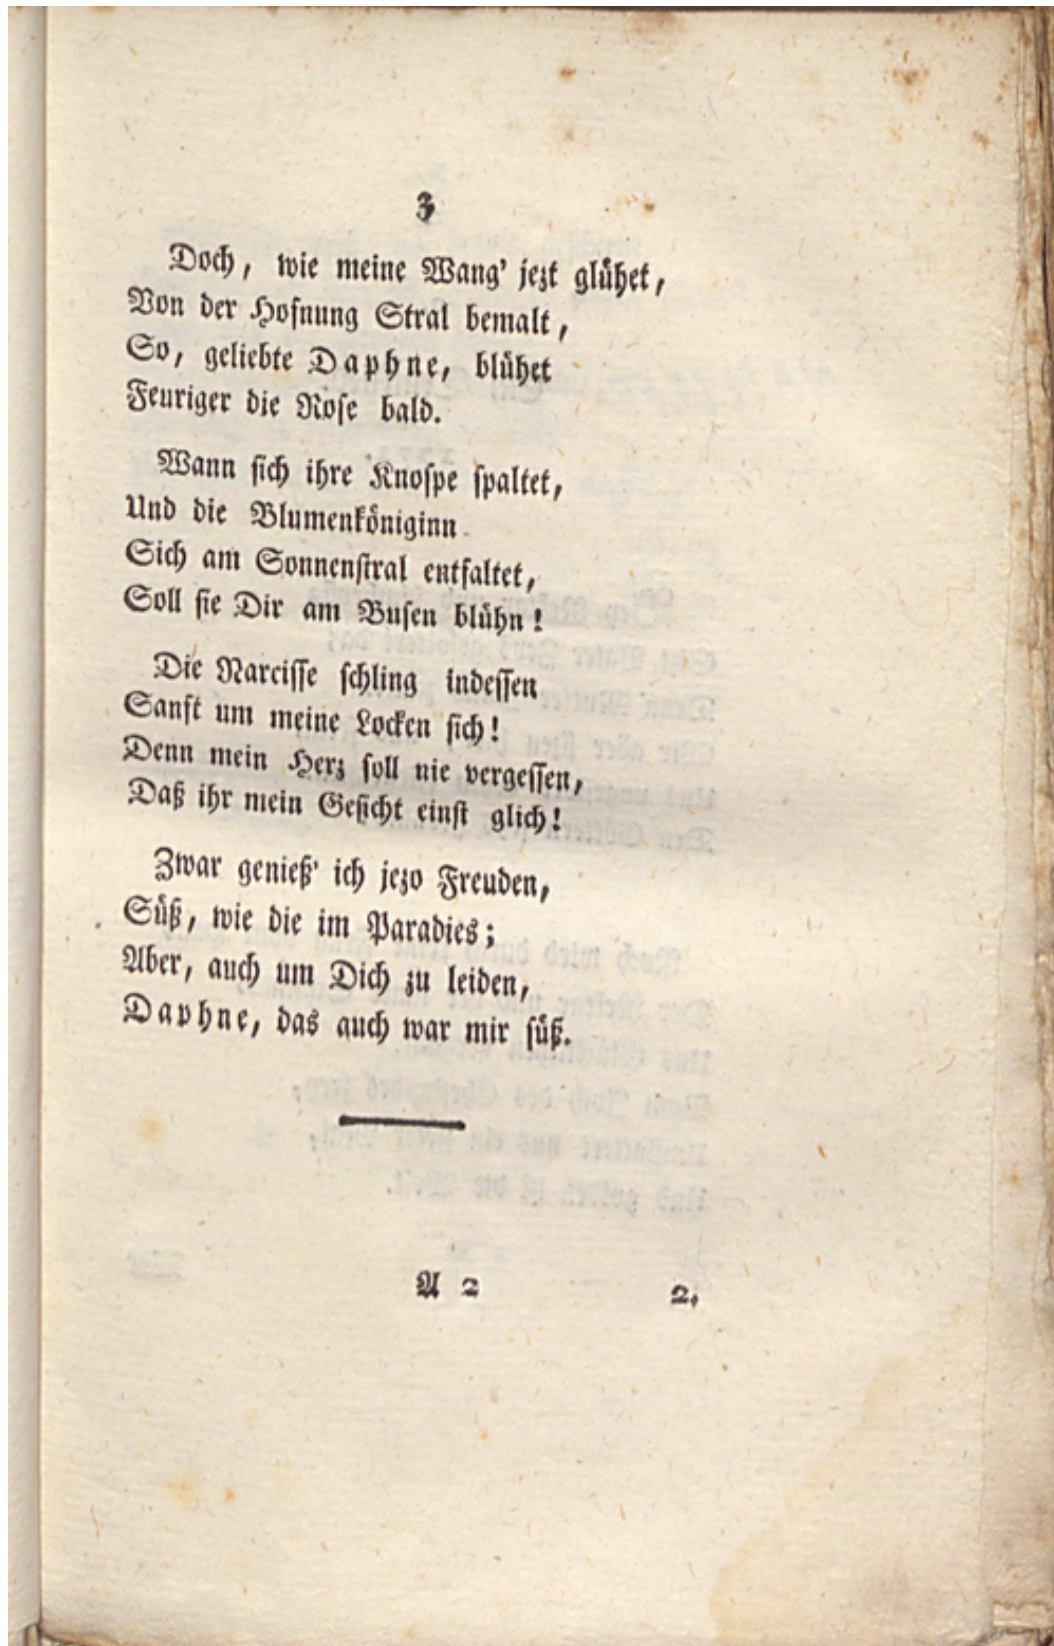 3
Doch, wie meine Wang' jezt glühet,
Von der Hofnung Stral bemalt,
So, geliebte Daphne, blühet
Feuriger die Rose bald.
Wann sich ihre Knospe spaltet,
Und die Blumenköniginn
Sich am Sonnenstral entfaltet,
Soll sie Dir am Busen blühn!
Die Narcisse schling indessen
Sanft um meine Locken sich!
Denn mein Herz soll nie vergessen,
Daß ihr mein Gesicht einst glich!
Zwar genieß' ich jezo Freuden,
Süß, wie die im Paradies;
Aber, auch um Dich zu leiden,
Daphne, das auch war mir süß.
A 2 2.